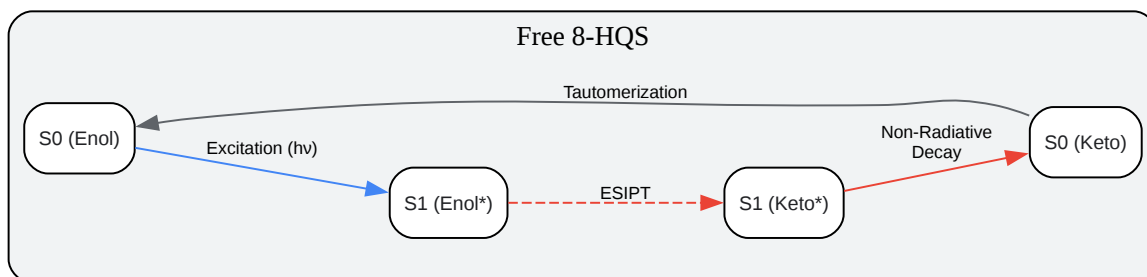 Free 8-HQS
Tautomerization
S0 (Enol)
Excitation (hν)
S1 (Enol*)
ESIPT
S1 (Keto*)
Non-Radiative
Decay
S0 (Keto)